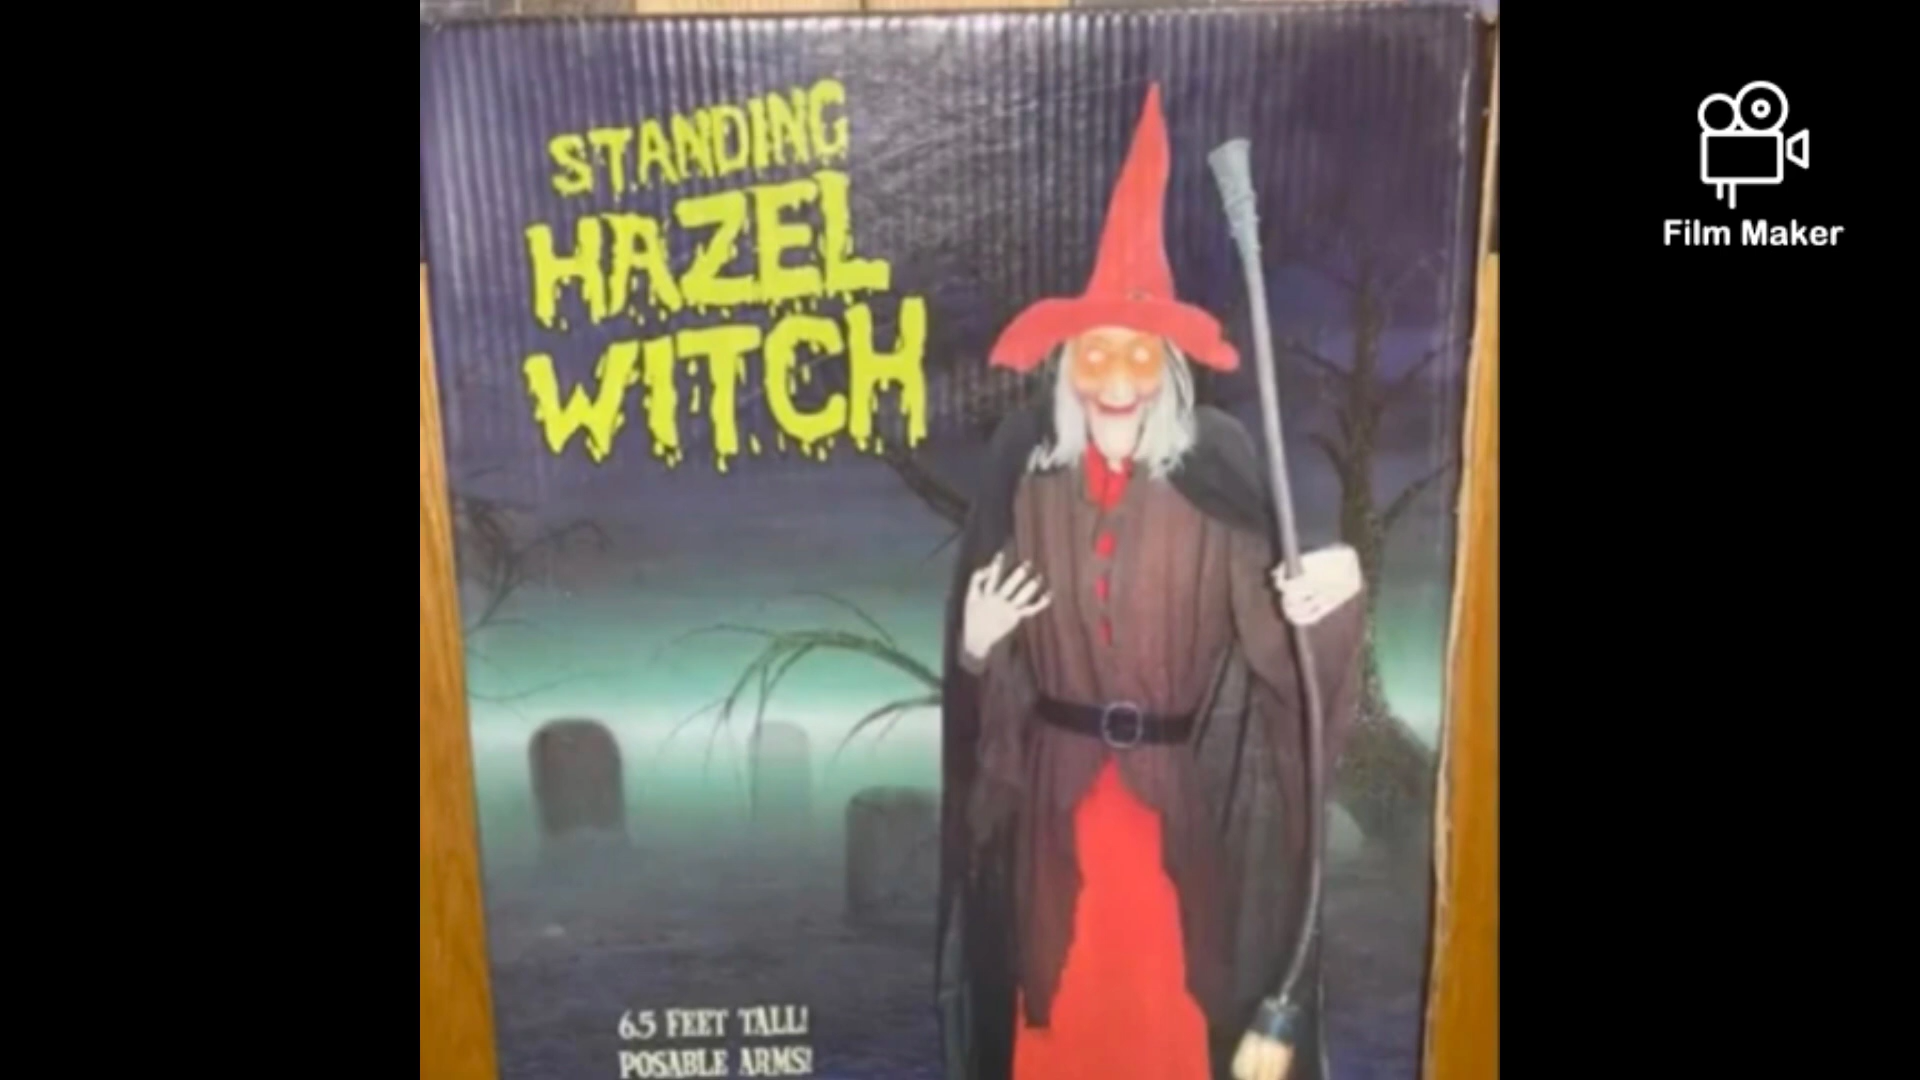 STANDING
HAZEL
WITCH
6.5 FEET TALL!
POSABLE ARMS!
Film Maker